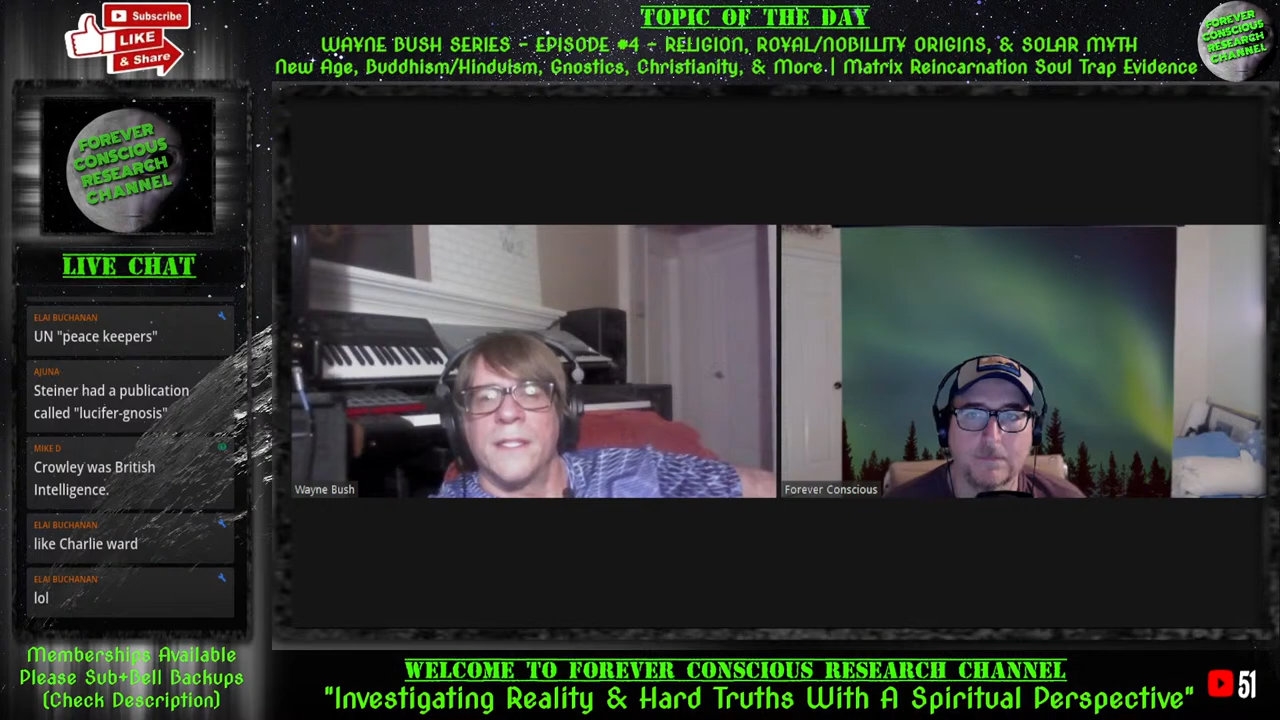 Subscribe
LIKE
& Share
TOPIC OF THE DAY
WAYNE BUSH SERIES - EPISODE #4 - RELIGION, ROYAL/NOBILLITY ORIGINS, & SOLAR MYTH
New Age, Buddhism/Hinduism, Gnostics, Christianity, & More | Matrix Reincarnation Soul Trap Evidence
FOREVER
CONSCIOUS
RESEARCH
CHANNEL
FOREVER
CONSCIOUS
RESEARCH
CHANNEL
LIVE CHAT
ELAI BUCHANAN
UN "peace keepers"
AJUNA
Steiner had a publication
called "lucifer-gnosis"
MIKE D
Crowley was British
Intelligence.
ELAI BUCHANAN
like Charlie ward
ELAI BUCHANAN
lol
Wayne Bush
Forever Conscious
Memberships Available
Please Sub+Bell Backups
(Check Description)
WELCOME TO FOREVER CONSCIOUS RESEARCH CHANNEL
"Investigating Reality & Hard Truths With A Spiritual Perspective"
51